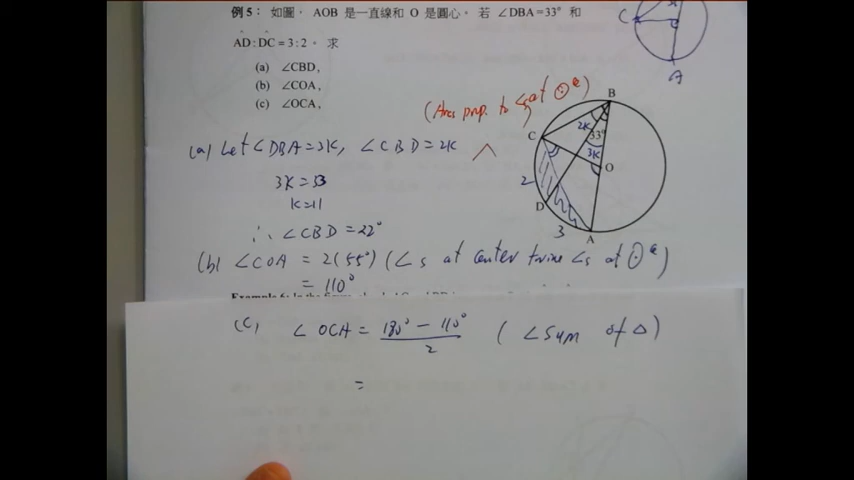 例 5： 如圖， AOB 是一直線和 O 是圓心。若 ∠DBA=33° 和
AD : DC = 3 : 2 。 求
(a) ∠CBD,
(b) ∠COA,
(c) ∠OCA,
(Arcs prop. to ∠s at ⊙ce)
(a) Let ∠DBA = 3K, ∠CBD = 2K
3K = 33
K = 11
∴ ∠CBD = 22°
(b) ∠COA = 2(55°) (∠s at center twice ∠s at ⊙ce)
= 110°
(c) ∠OCA = 180° − 110° / 2 (∠ sum of Δ)
=
B
C
2K
33°
3K
O
2
D
3
A
C
A